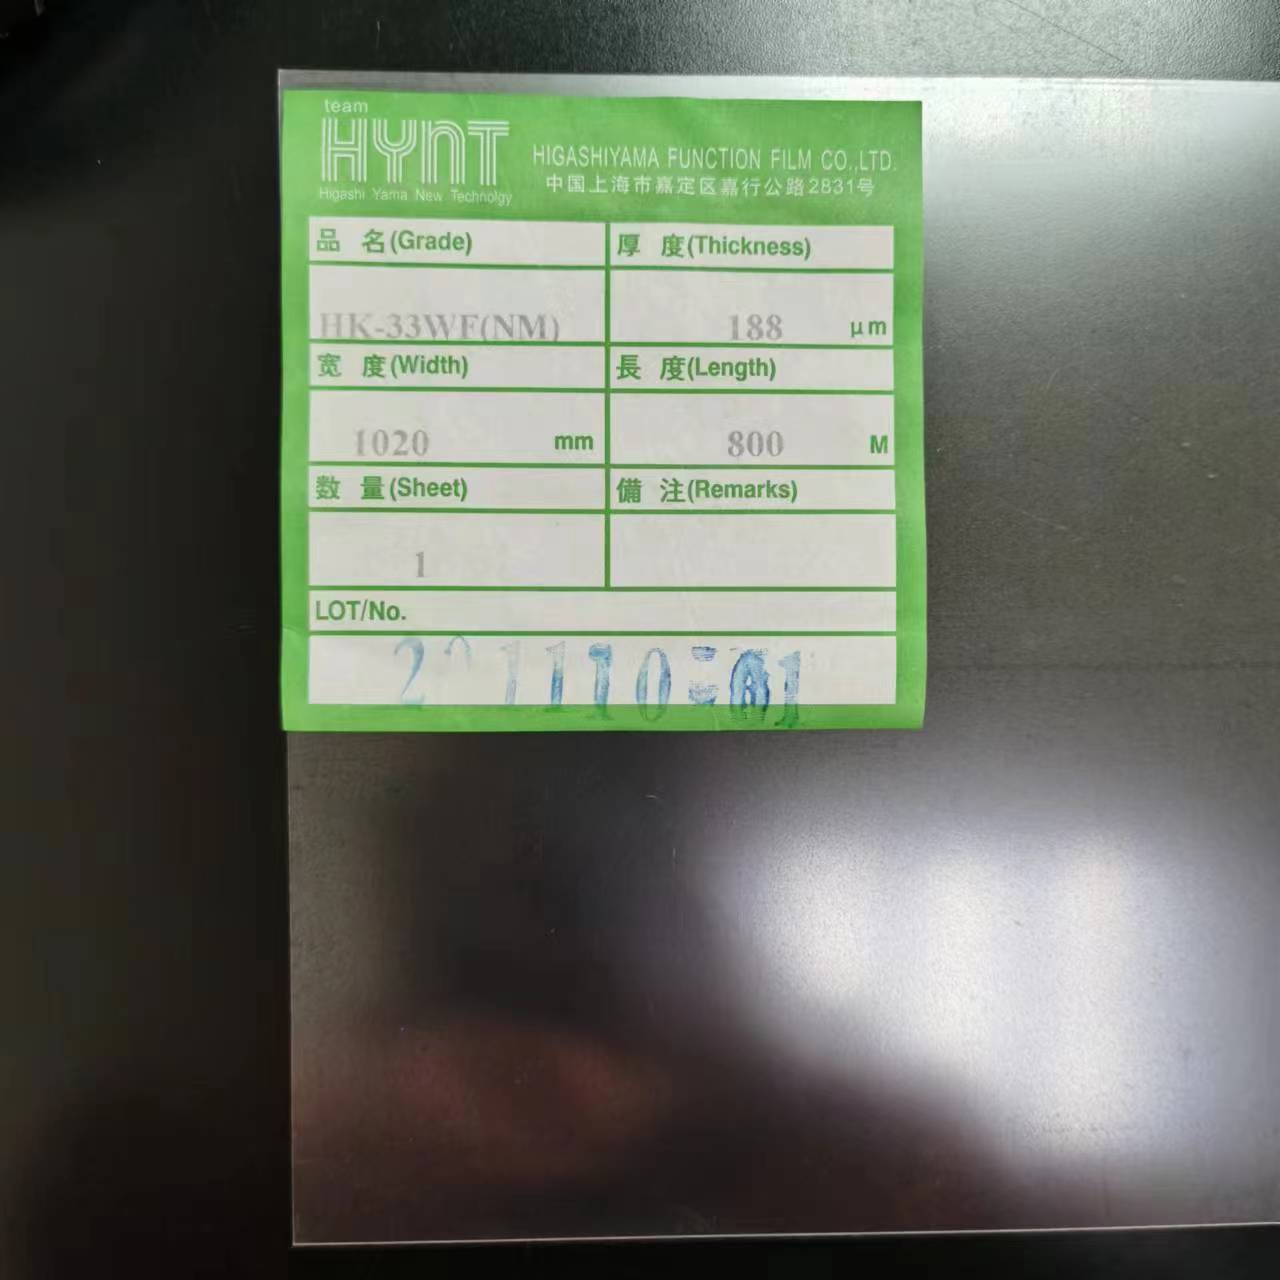 team
HYNT
Higashi Yama New Technolgy
HIGASHIYAMA FUNCTION FILM CO.,LTD.
中国上海市嘉定区嘉行公路2831号
品 名(Grade)
厚 度(Thickness)
HK-33WF(NM)
188 μm
宽 度(Width)
長 度(Length)
1020 mm
800 M
数 量(Sheet)
備 注(Remarks)
1
LOT/No.